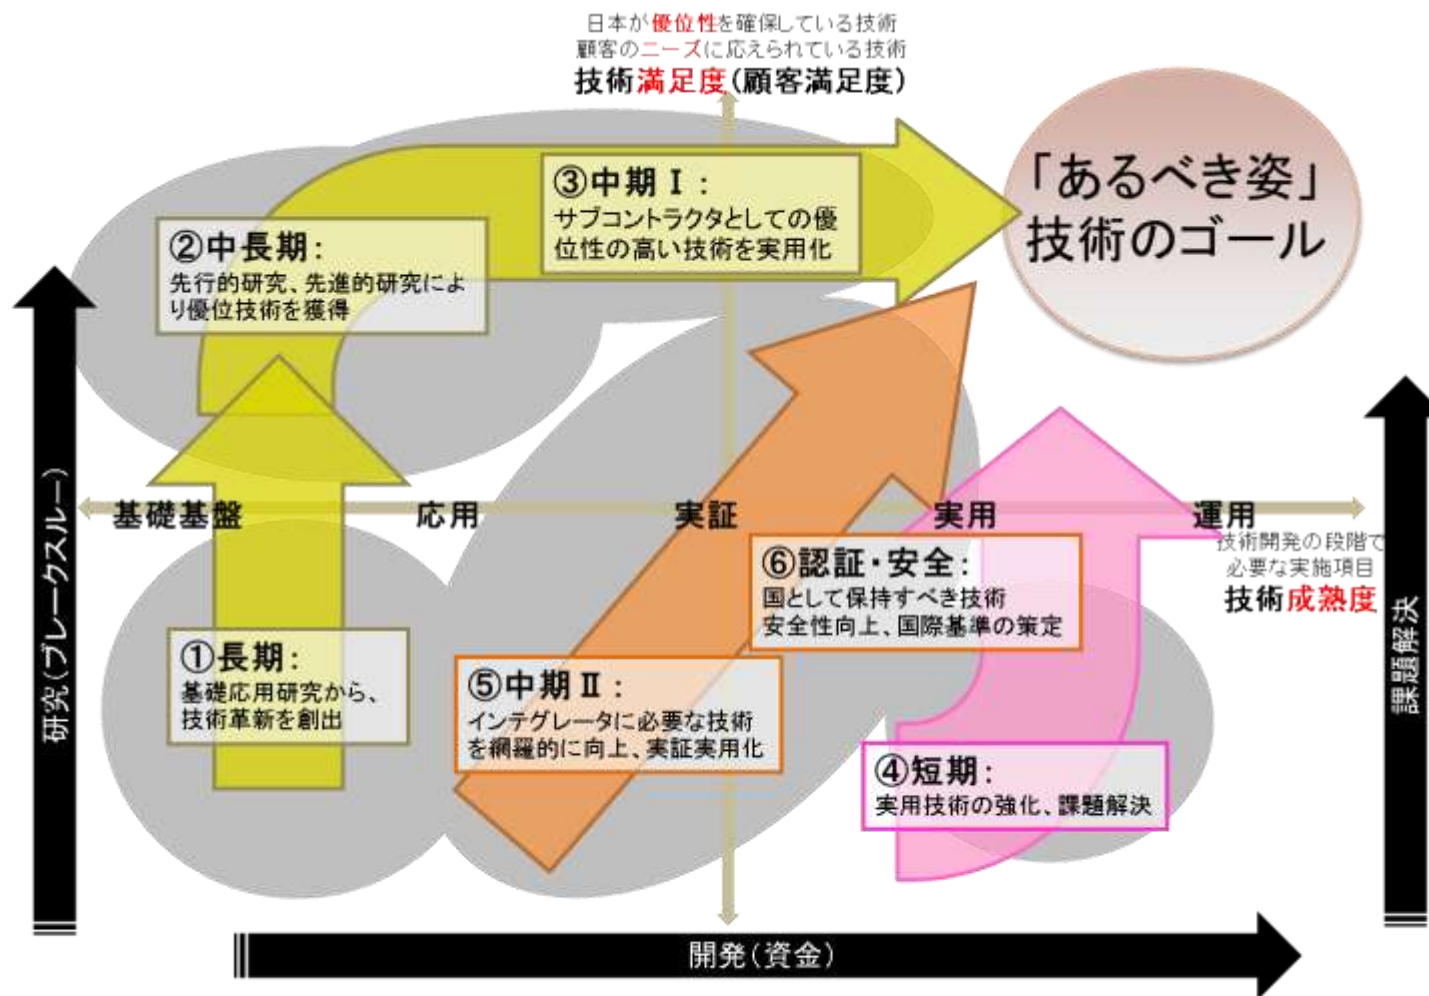 日本が優位性を確保している技術
顧客のニーズに応えられている技術
技術満足度(顧客満足度)
「あるべき姿」
技術のゴール
③中期Ⅰ:
サブコントラクタとしての優
位性の高い技術を実用化
②中長期:
先行的研究、先進的研究によ
り優位技術を獲得
研究(ブレークスルー)
基礎基盤
応用
実証
実用
運用
技術開発の段階で
必要な実施項目
技術成熟度
課題解決
⑥認証・安全:
国として保持すべき技術
安全性向上、国際基準の策定
①長期:
基礎応用研究から、
技術革新を創出
⑤中期Ⅱ:
インテグレータに必要な技術
を網羅的に向上、実証実用化
④短期:
実用技術の強化、課題解決
開発(資金)